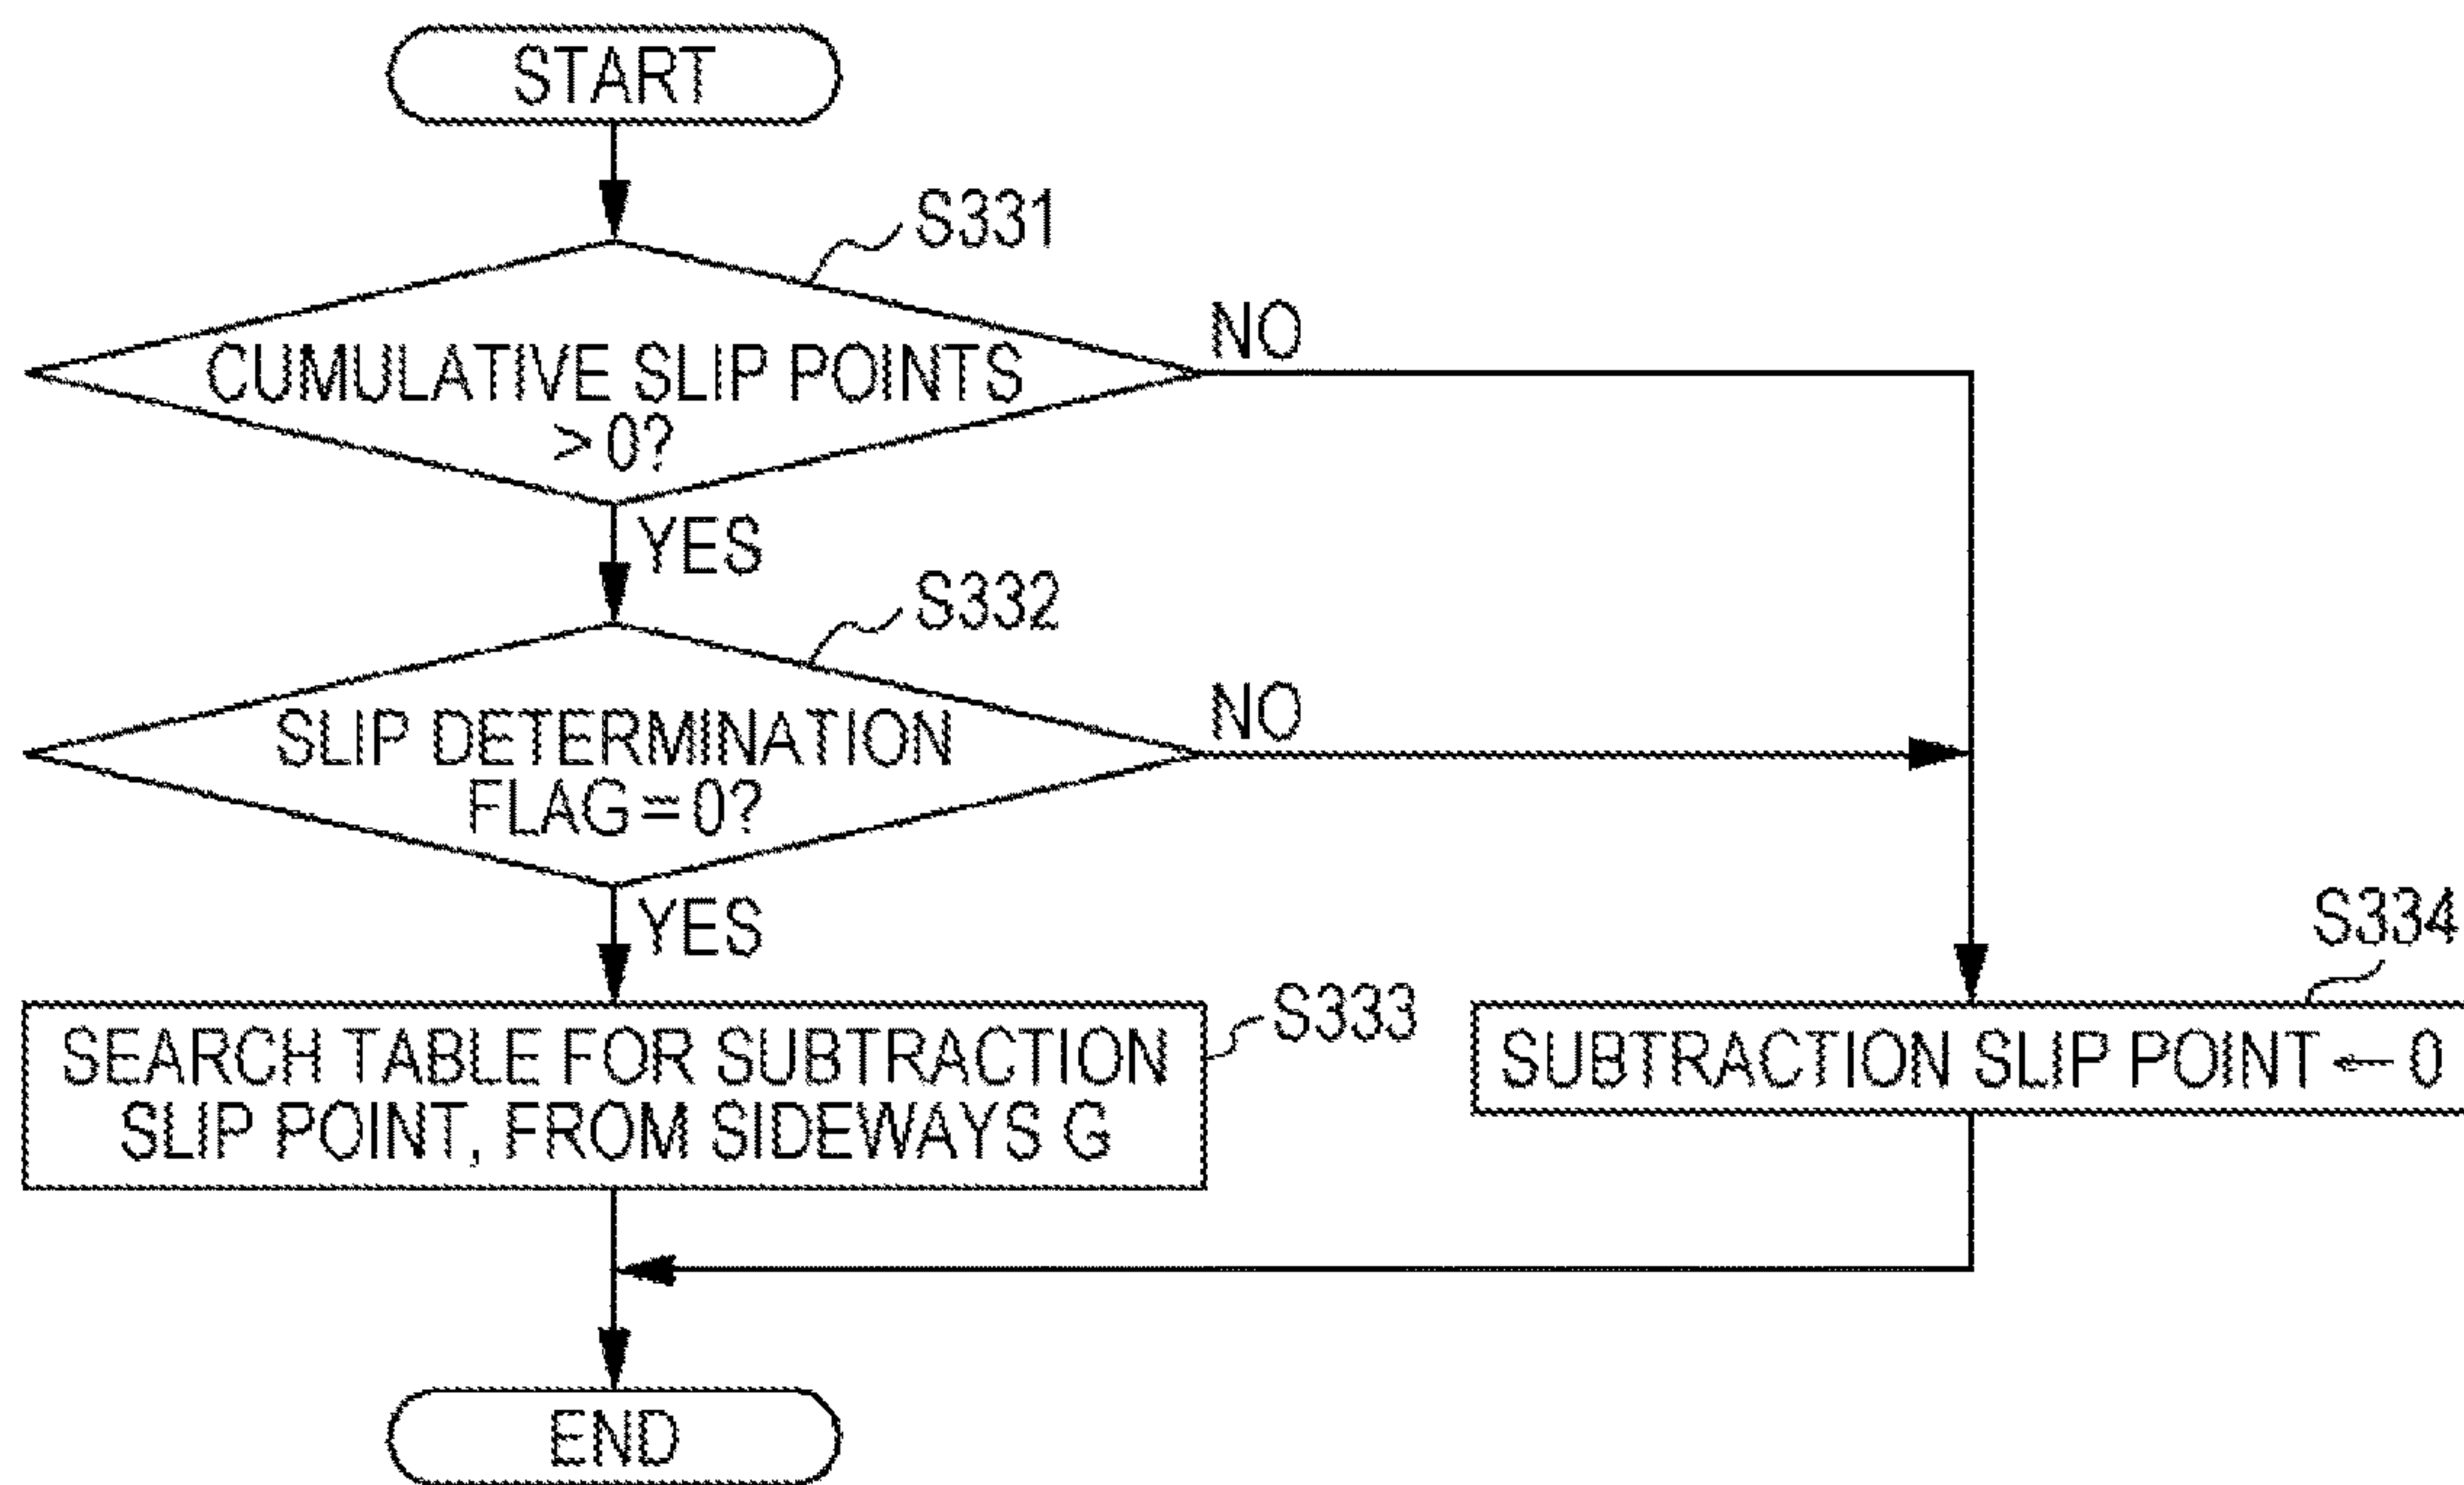 START
S331
CUMULATIVE SLIP POINTS
> 0?
NO
YES
S332
SLIP DETERMINATION
FLAG = 0?
NO
YES
S333
SEARCH TABLE FOR SUBTRACTION
SLIP POINT, FROM SIDEWAYS G
S334
SUBTRACTION SLIP POINT ← 0
END